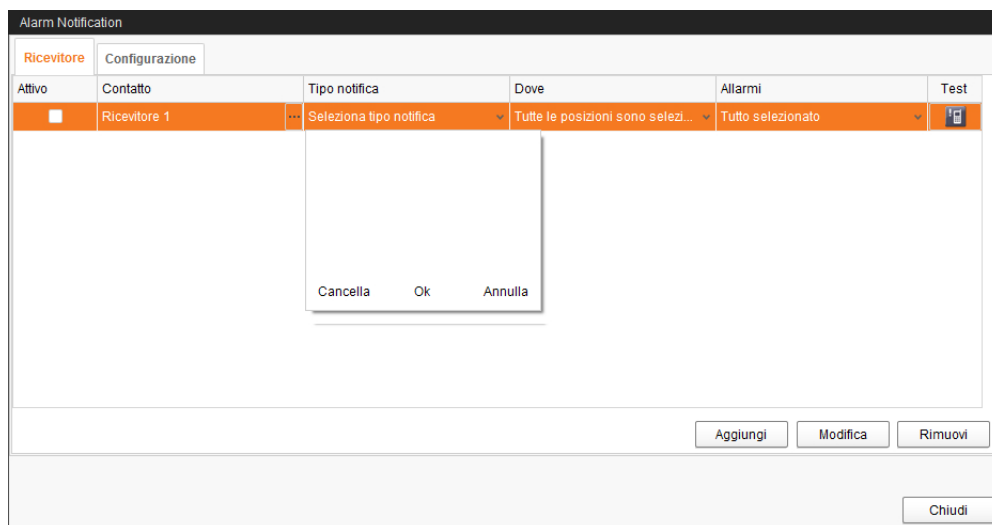 Alarm Notification
Ricevitore Configurazione
Attivo Contatto Tipo notifica Dove Allarmi Test
Ricevitore 1 ... Seleziona tipo notifica Tutte le posizioni sono selezi... Tutto selezionato
Cancella Ok Annulla
Aggiungi Modifica Rimuovi
Chiudi